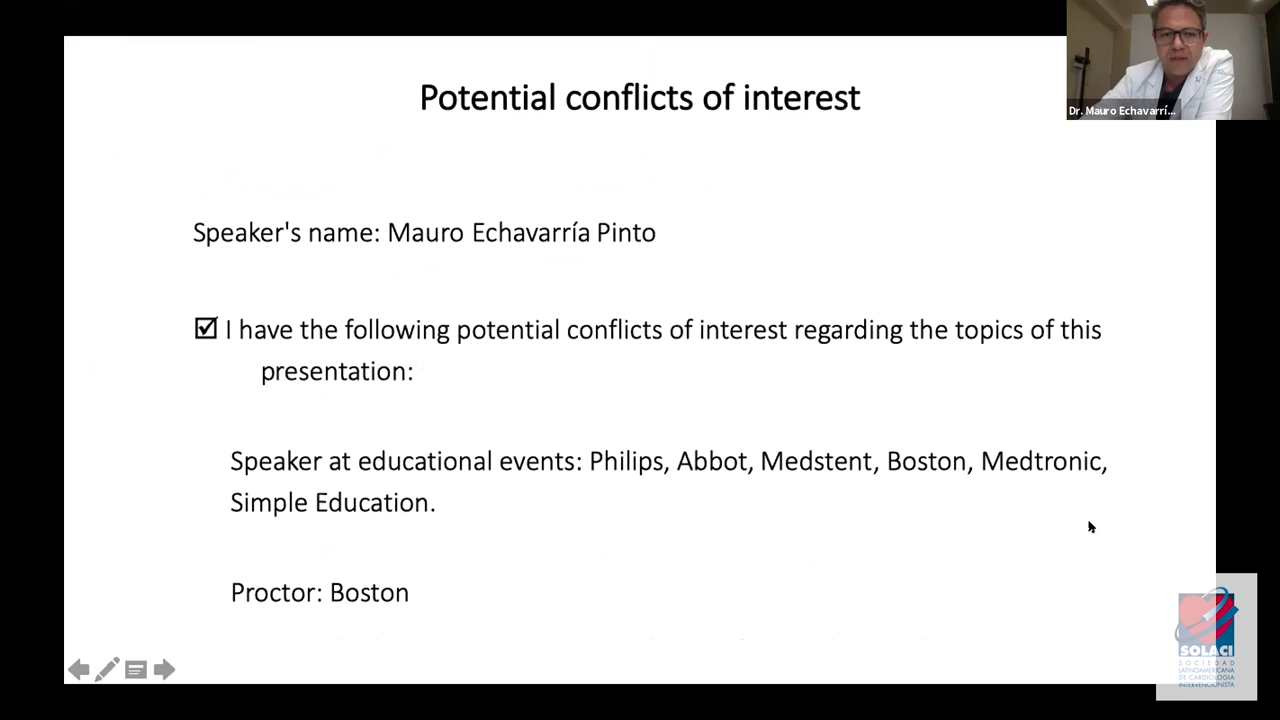 Potential conflicts of interest
Dr. Mauro Echavarrí...
Speaker's name: Mauro Echavarría Pinto
☑ I have the following potential conflicts of interest regarding the topics of this
presentation:
Speaker at educational events: Philips, Abbot, Medstent, Boston, Medtronic,
Simple Education.
Proctor: Boston
SOLACI
SOCIEDAD
LATINOAMERICANA
DE CARDIOLOGIA
INTERVENCIONISTA